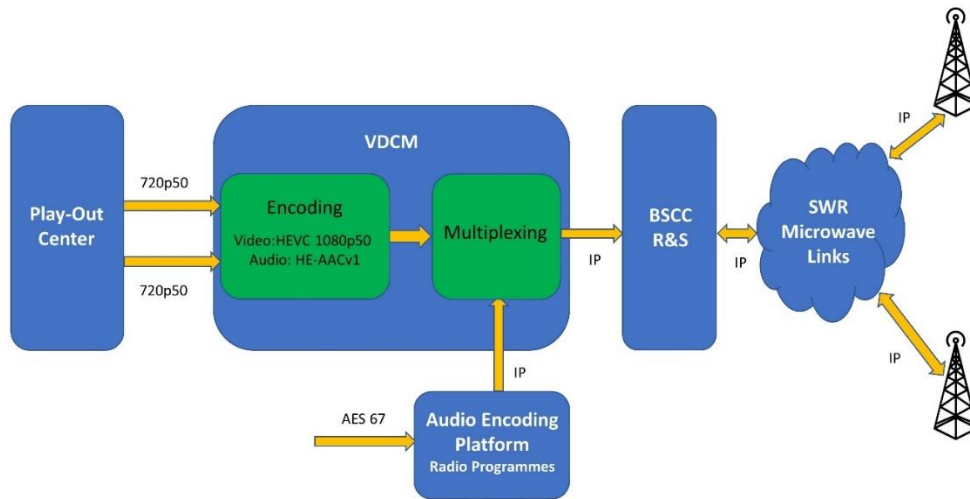 Play-Out
Center
720p50
720p50
VDCM
Encoding
Video:HEVC 1080p50
Audio: HE-AACv1
Multiplexing
IP
AES 67
Audio Encoding
Platform
Radio Programmes
IP
BSCC
R&S
IP
SWR
Microwave
Links
IP
IP